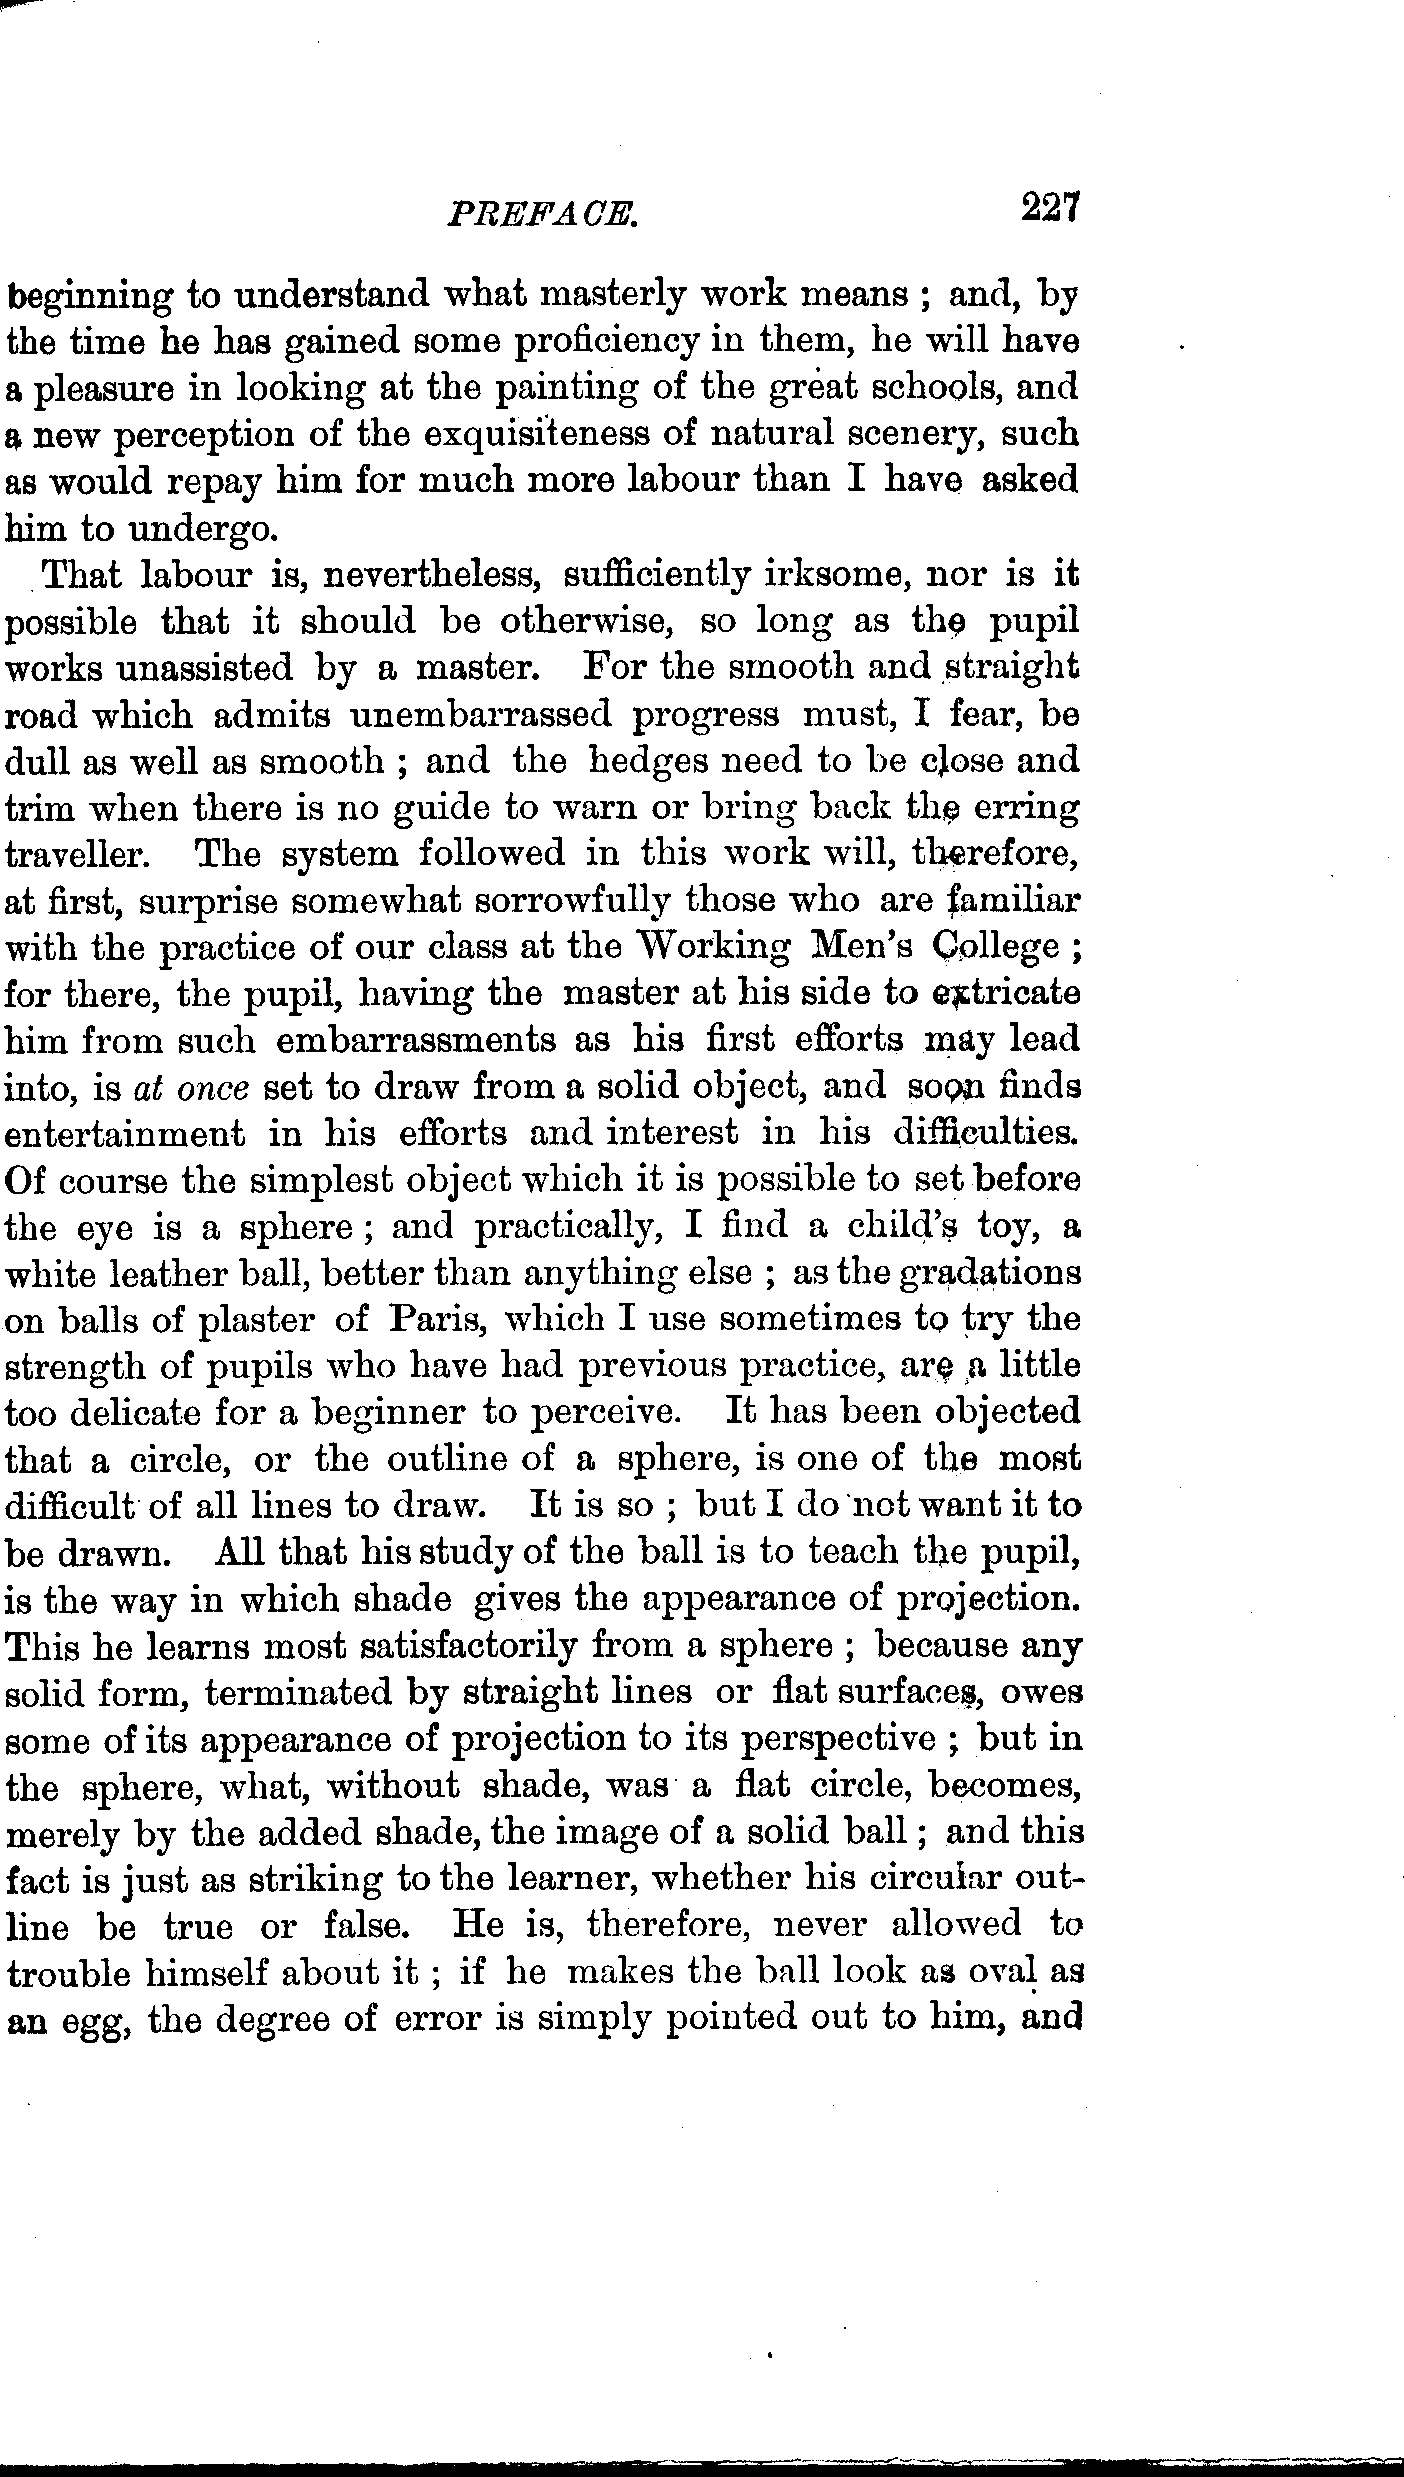 PREFACE. 227
beginning to understand what masterly work means ; and, by
the time he has gained some proficiency in them, he will have
a pleasure in looking at the painting of the great schools, and
a new perception of the exquisiteness of natural scenery, such
as would repay him for much more labour than I have asked
him to undergo.
That labour is, nevertheless, sufficiently irksome, nor is it
possible that it should be otherwise, so long as the pupil
works unassisted by a master. For the smooth and straight
road which admits unembarrassed progress must, I fear, be
dull as well as smooth ; and the hedges need to be close and
trim when there is no guide to warn or bring back the erring
traveller. The system followed in this work will, therefore,
at first, surprise somewhat sorrowfully those who are familiar
with the practice of our class at the Working Men's College ;
for there, the pupil, having the master at his side to extricate
him from such embarrassments as his first efforts may lead
into, is at once set to draw from a solid object, and soon finds
entertainment in his efforts and interest in his difficulties.
Of course the simplest object which it is possible to set before
the eye is a sphere ; and practically, I find a child's toy, a
white leather ball, better than anything else ; as the gradations
on balls of plaster of Paris, which I use sometimes to try the
strength of pupils who have had previous practice, are a little
too delicate for a beginner to perceive. It has been objected
that a circle, or the outline of a sphere, is one of the most
difficult of all lines to draw. It is so ; but I do not want it to
be drawn. All that his study of the ball is to teach the pupil,
is the way in which shade gives the appearance of projection.
This he learns most satisfactorily from a sphere ; because any
solid form, terminated by straight lines or flat surfaces, owes
some of its appearance of projection to its perspective ; but in
the sphere, what, without shade, was a flat circle, becomes,
merely by the added shade, the image of a solid ball ; and this
fact is just as striking to the learner, whether his circular out-
line be true or false. He is, therefore, never allowed to
trouble himself about it ; if he makes the ball look as oval as
an egg, the degree of error is simply pointed out to him, and